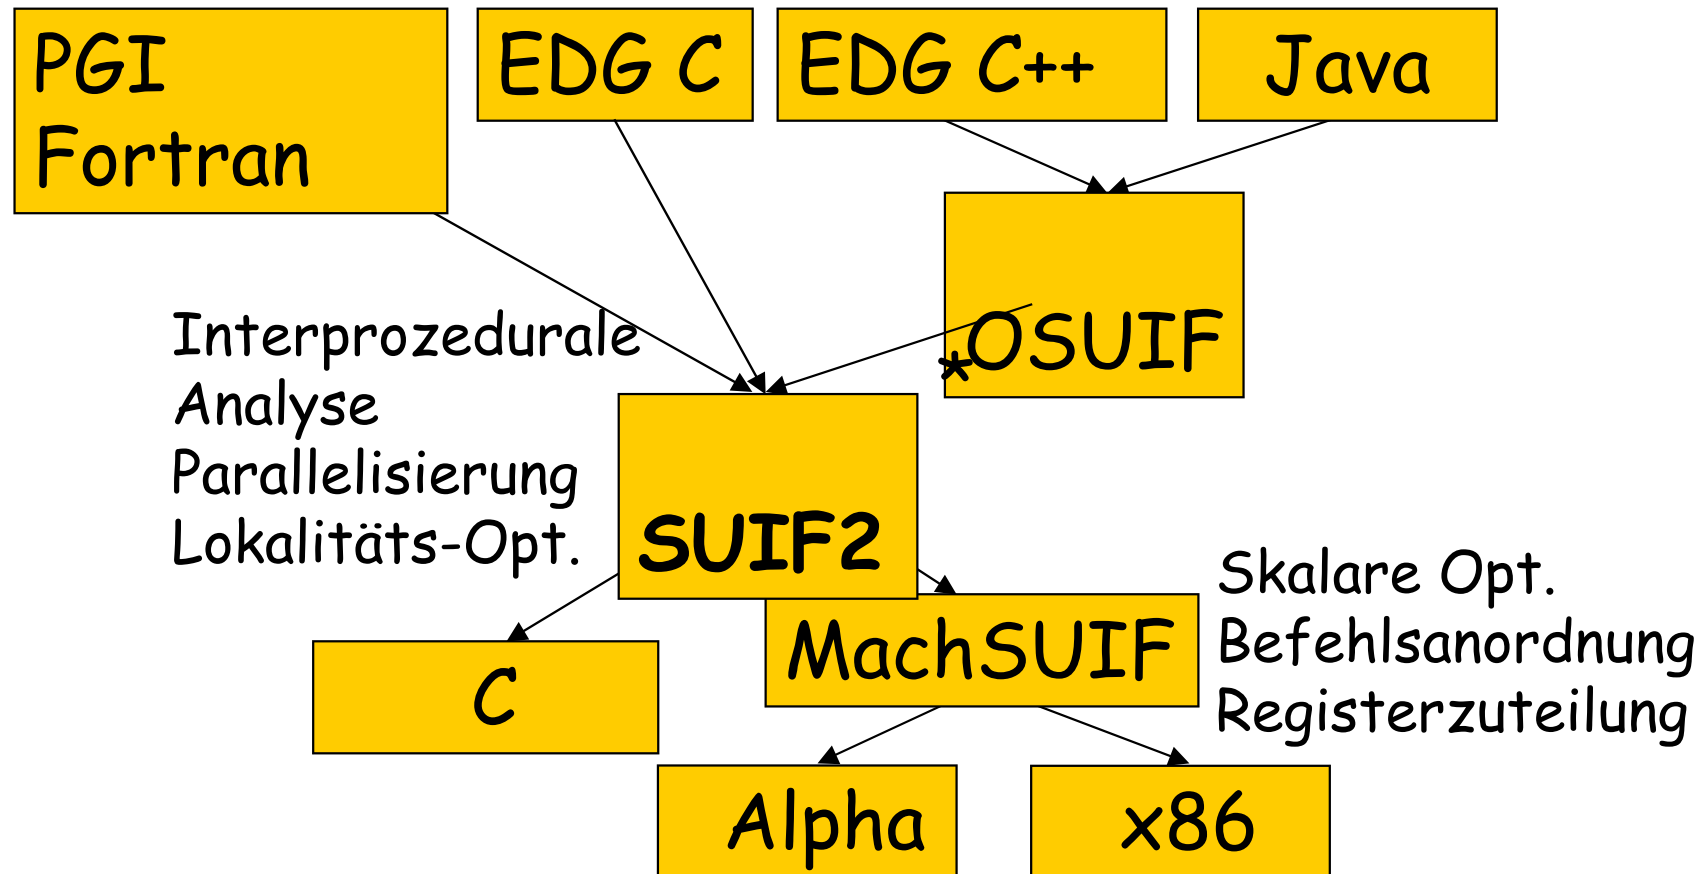 PGI
Fortran
EDG C
EDG C++
Java
*OSUIF
Interprozedurale
Analyse
Parallelisierung
Lokalitäts-Opt.
SUIF2
Skalare Opt.
Befehlsanordnung
Registerzuteilung
MachSUIF
C
Alpha
x86